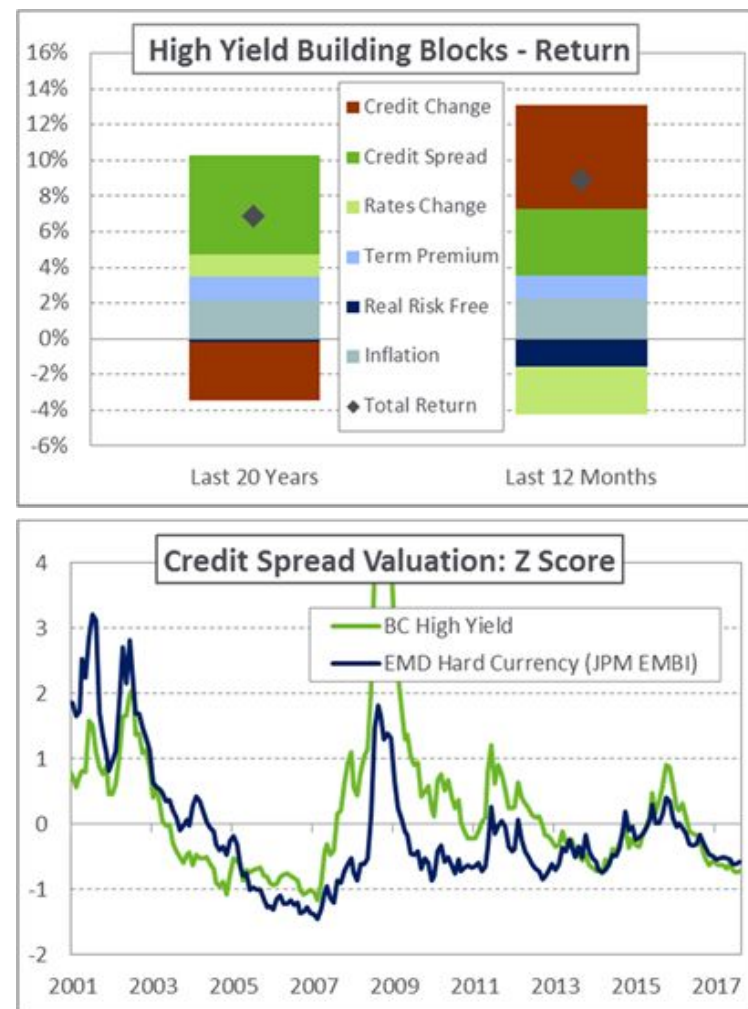 High Yield Building Blocks - Return
16%
14%
12%
10%
8%
6%
4%
2%
0%
-2%
-4%
-6%
Credit Change
Credit Spread
Rates Change
Term Premium
Real Risk Free
Inflation
Total Return
Last 20 Years
Last 12 Months
Credit Spread Valuation: Z Score
4
3
2
1
0
-1
-2
BC High Yield
EMD Hard Currency (JPM EMBI)
2001 2003 2005 2007 2009 2011 2013 2015 2017